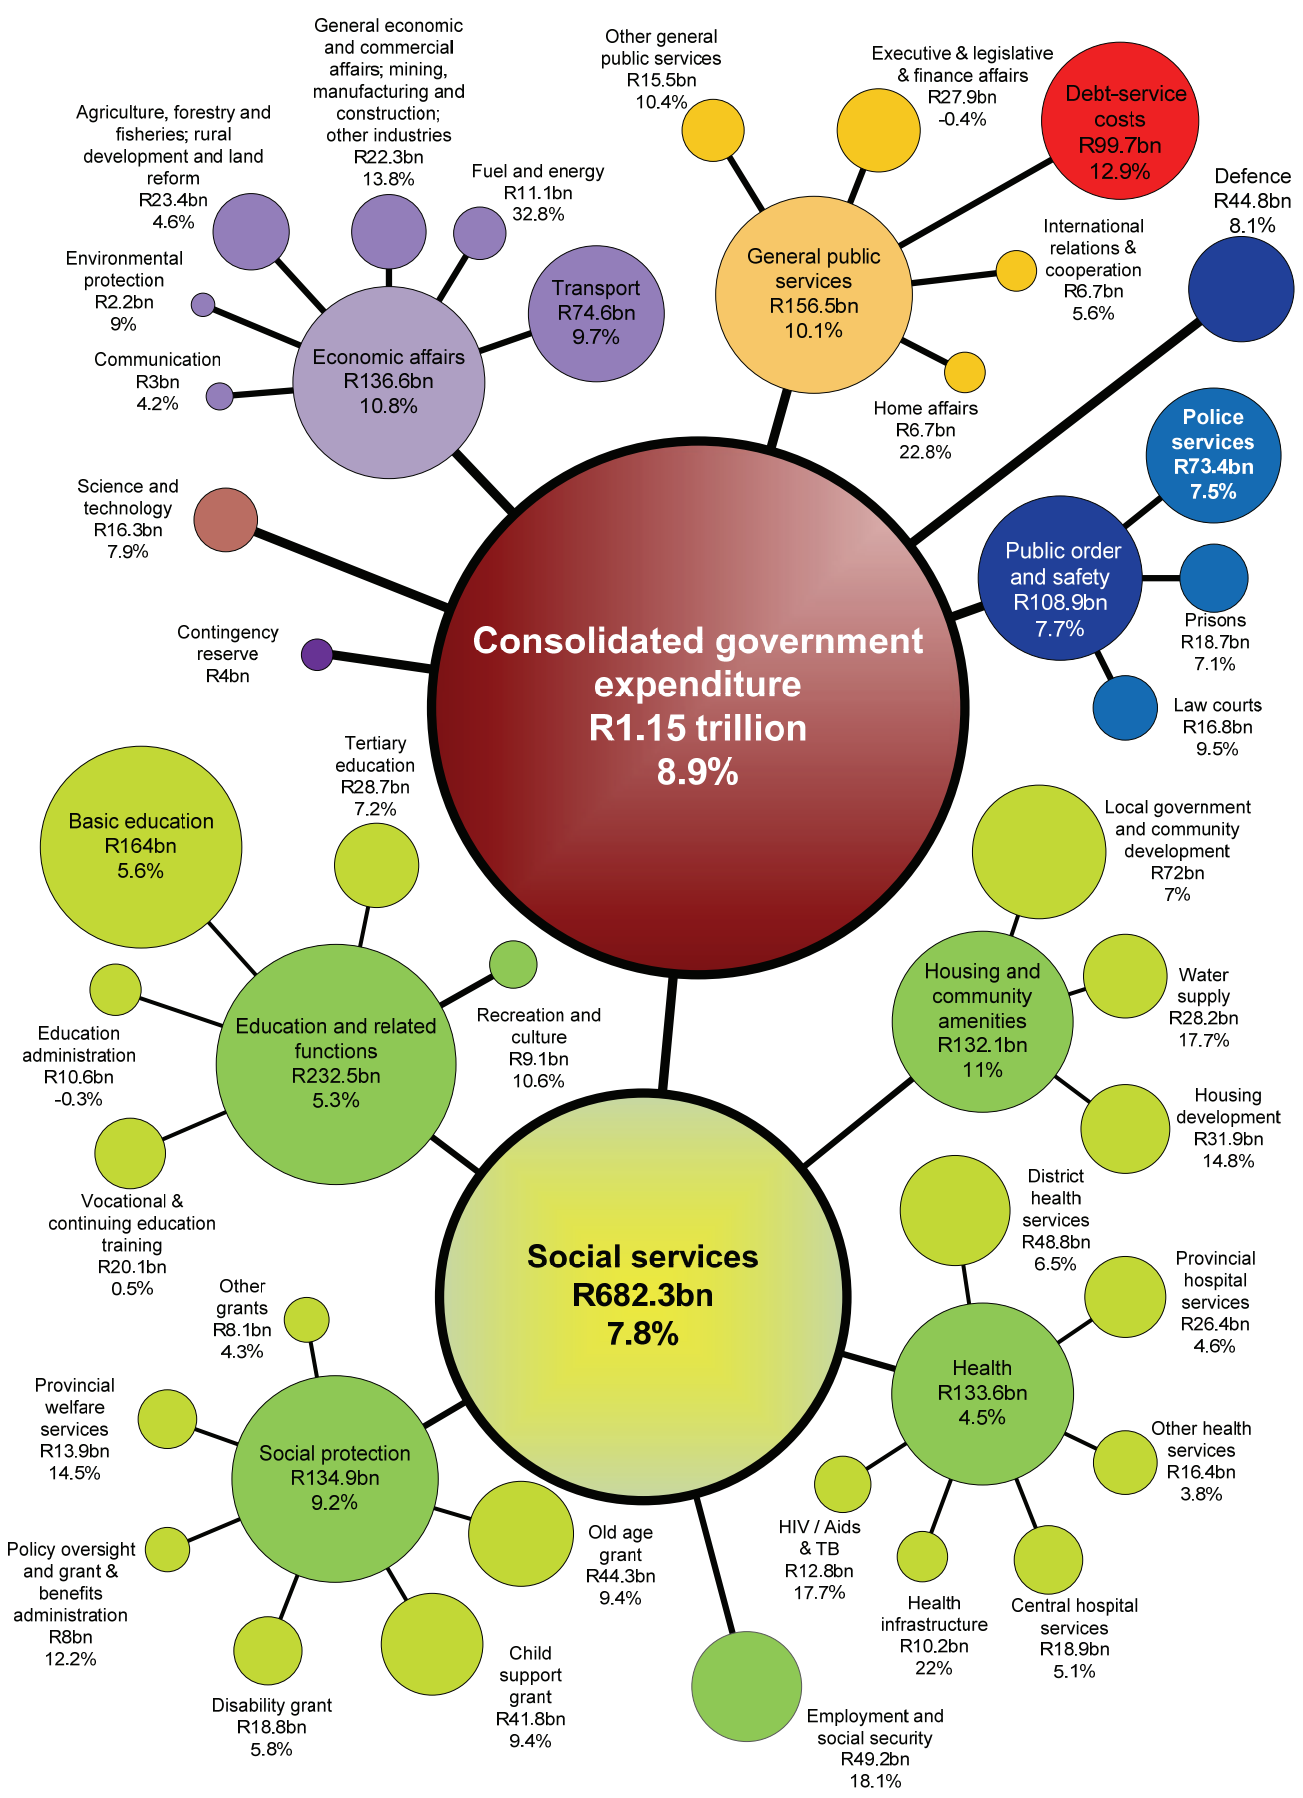 General economic
and commercial
affairs; mining,
manufacturing and
construction;
other industries
R22.3bn
13.8%
Agriculture, forestry and
fisheries; rural
development and land
reform
R23.4bn
4.6%
Fuel and energy
R11.1bn
32.8%
Environmental
protection
R2.2bn
9%
Communication
R3bn
4.2%
Transport
R74.6bn
9.7%
Economic affairs
R136.6bn
10.8%
Other general
public services
R15.5bn
10.4%
Executive & legislative
& finance affairs
R27.9bn
-0.4%
Debt-service
costs
R99.7bn
12.9%
General public
services
R156.5bn
10.1%
International
relations &
cooperation
R6.7bn
5.6%
Home affairs
R6.7bn
22.8%
Defence
R44.8bn
8.1%
Police
services
R73.4bn
7.5%
Public order
and safety
R108.9bn
7.7%
Prisons
R18.7bn
7.1%
Law courts
R16.8bn
9.5%
Science and
technology
R16.3bn
7.9%
Contingency
reserve
R4bn
Consolidated government
expenditure
R1.15 trillion
8.9%
Tertiary
education
R28.7bn
7.2%
Basic education
R164bn
5.6%
Education
administration
R10.6bn
-0.3%
Education and related
functions
R232.5bn
5.3%
Recreation and
culture
R9.1bn
10.6%
Vocational &
continuing education
training
R20.1bn
0.5%
Local government
and community
development
R72bn
7%
Housing and
community
amenities
R132.1bn
11%
Water
supply
R28.2bn
17.7%
Housing
development
R31.9bn
14.8%
Social services
R682.3bn
7.8%
District
health
services
R48.8bn
6.5%
Provincial
hospital
services
R26.4bn
4.6%
Health
R133.6bn
4.5%
Other health
services
R16.4bn
3.8%
HIV / Aids
& TB
R12.8bn
17.7%
Health
infrastructure
R10.2bn
22%
Central hospital
services
R18.9bn
5.1%
Other
grants
R8.1bn
4.3%
Provincial
welfare
services
R13.9bn
14.5%
Social protection
R134.9bn
9.2%
Policy oversight
and grant &
benefits
administration
R8bn
12.2%
Disability grant
R18.8bn
5.8%
Child
support
grant
R41.8bn
9.4%
Old age
grant
R44.3bn
9.4%
Employment and
social security
R49.2bn
18.1%